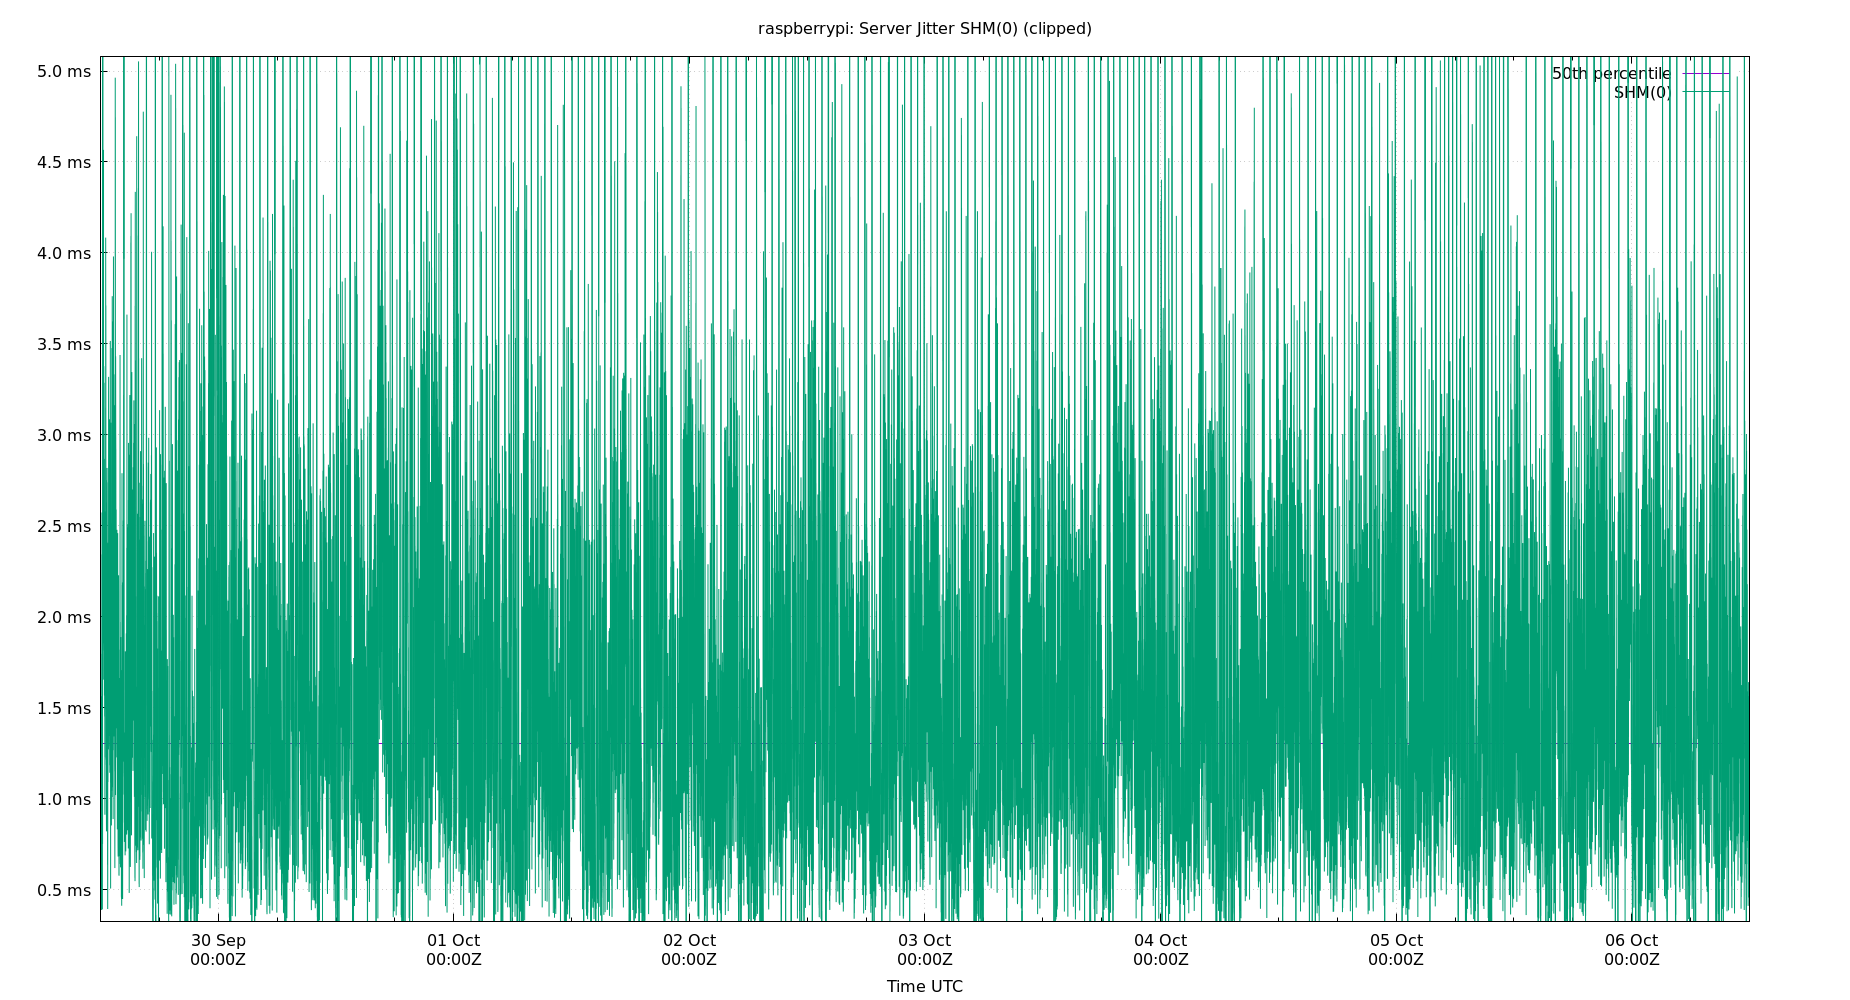 raspberrypi: Server Jitter SHM(0) (clipped)
50th percentile
SHM(0)
5.0 ms
4.5 ms
4.0 ms
3.5 ms
3.0 ms
2.5 ms
2.0 ms
1.5 ms
1.0 ms
0.5 ms
30 Sep 01 Oct 02 Oct 03 Oct 04 Oct 05 Oct 06 Oct
00:00Z 00:00Z 00:00Z 00:00Z 00:00Z 00:00Z 00:00Z
Time UTC